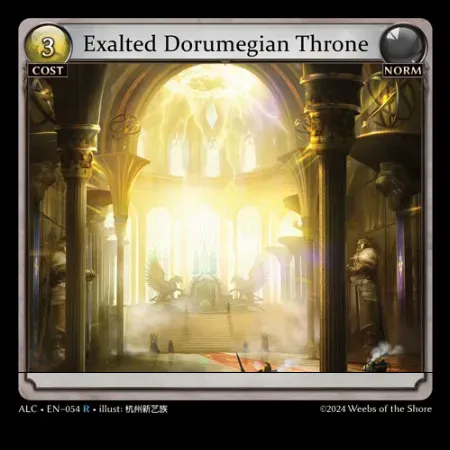 3
Exalted Dorumegian Throne
COST
NORM
ALC • EN–054 R • illust: 杭州新艺族
©2024 Weebs of the Shore